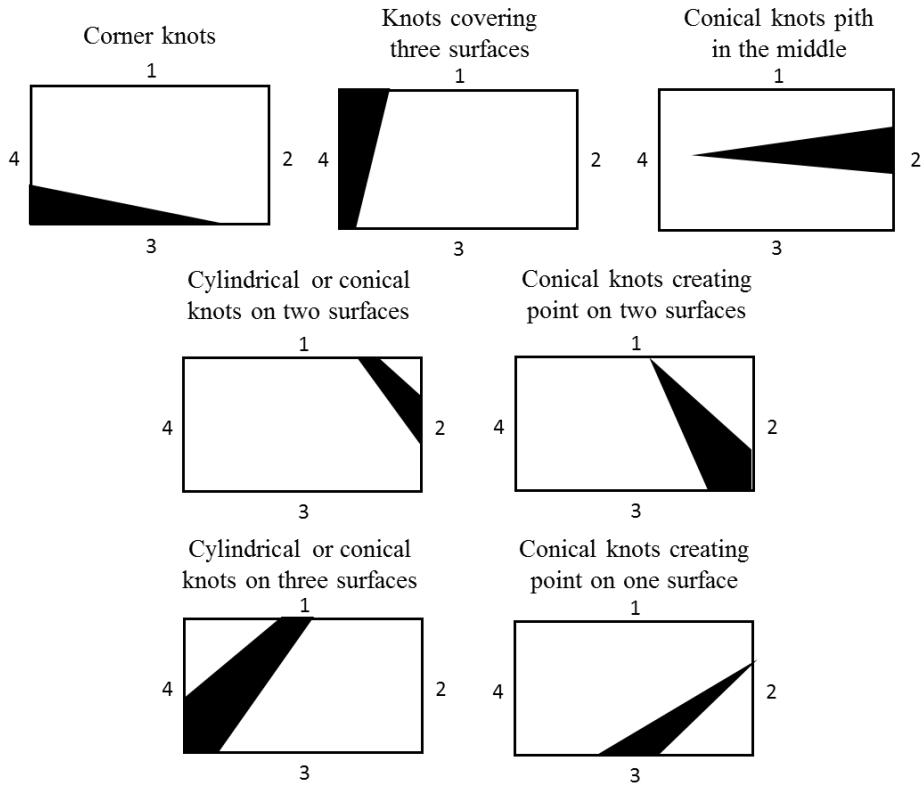 Corner knots
1
4
2
3
Knots covering
three surfaces
1
4
2
3
Conical knots pith
in the middle
1
4
2
3
Cylindrical or conical
knots on two surfaces
1
4
2
3
Conical knots creating
point on two surfaces
1
4
2
3
Cylindrical or conical
knots on three surfaces
1
4
2
3
Conical knots creating
point on one surface
1
4
2
3